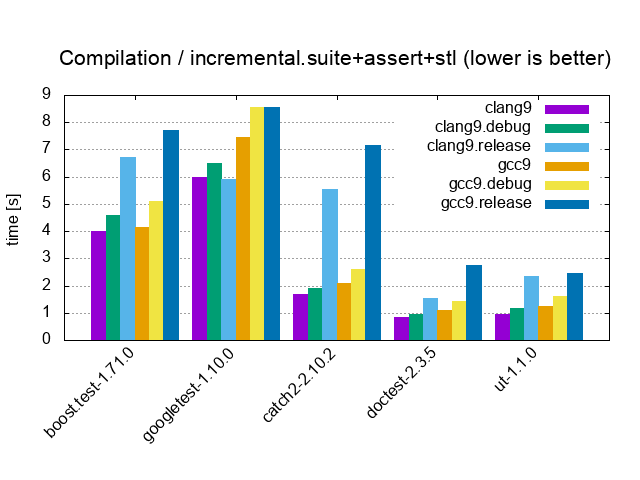 Compilation / incremental.suite+assert+stl (lower is better)
9
8
7
6
5
4
3
2
1
0
time [s]
clang9
clang9.debug
clang9.release
gcc9
gcc9.debug
gcc9.release
boost.test-1.71.0
googletest-1.10.0
catch2-2.10.2
doctest-2.3.5
ut-1.1.0